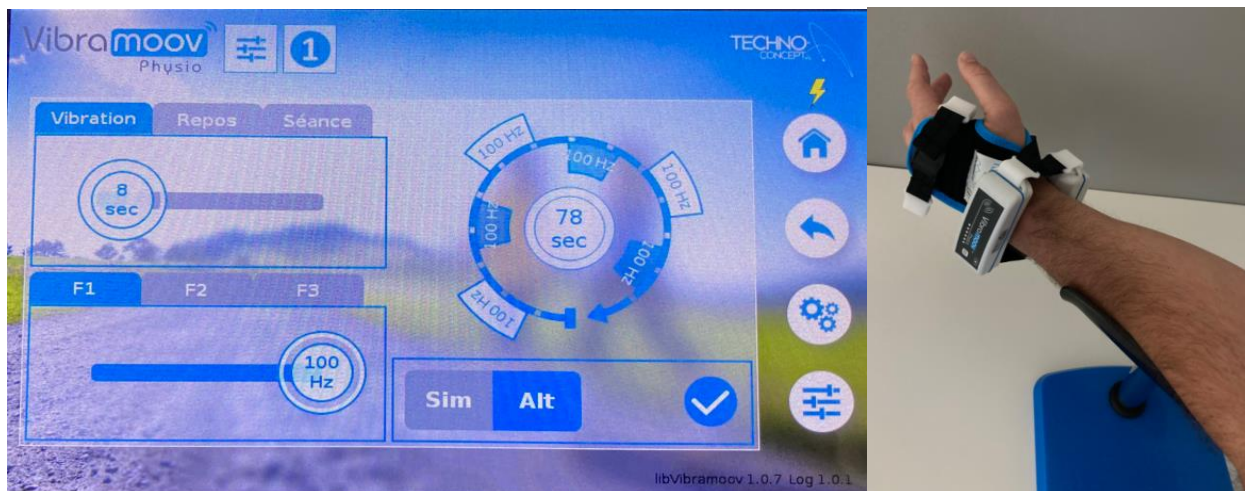 Vibramoov
Physio
1
TECHNO
CONCEPT
Vibration Repos Séance
8
sec
F1 F2 F3
100
Hz
100 Hz
100 Hz
100 Hz
100 Hz
100 Hz
100 Hz
78
sec
Sim Alt
libVibramoov 1.0.7 Log 1.0.1
Vibramoov